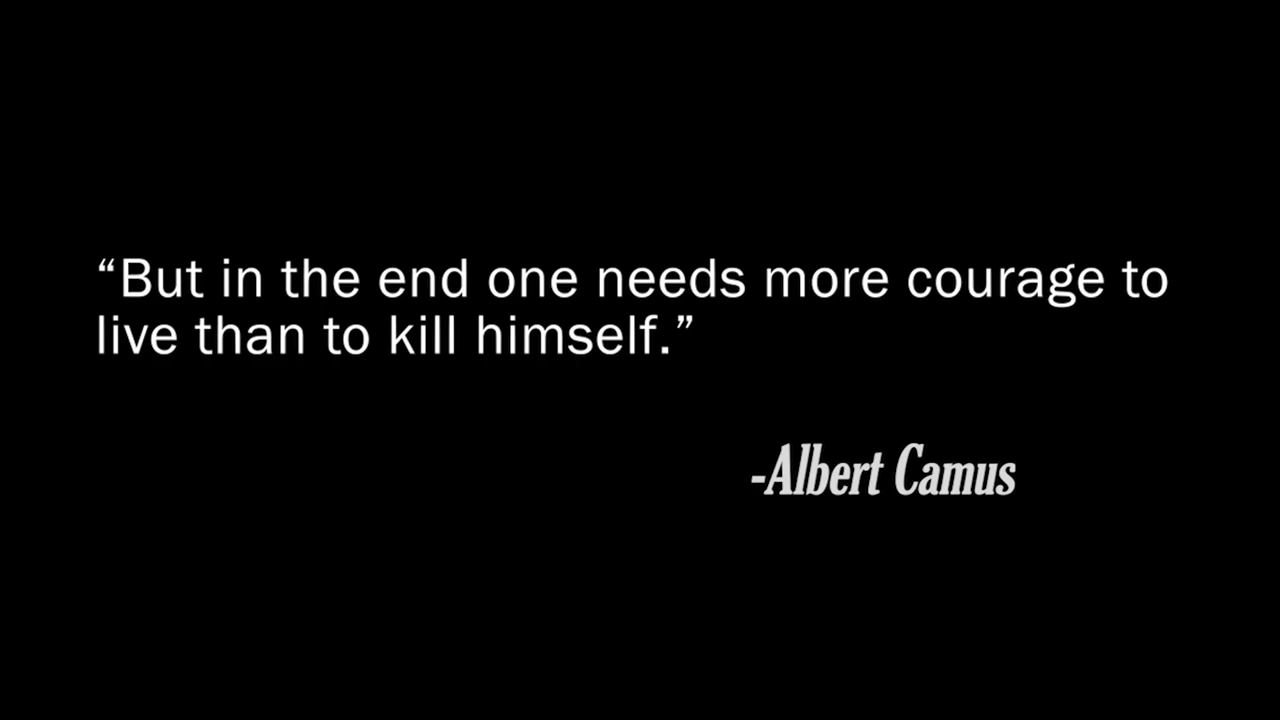 “But in the end one needs more courage to
live than to kill himself.”
-Albert Camus